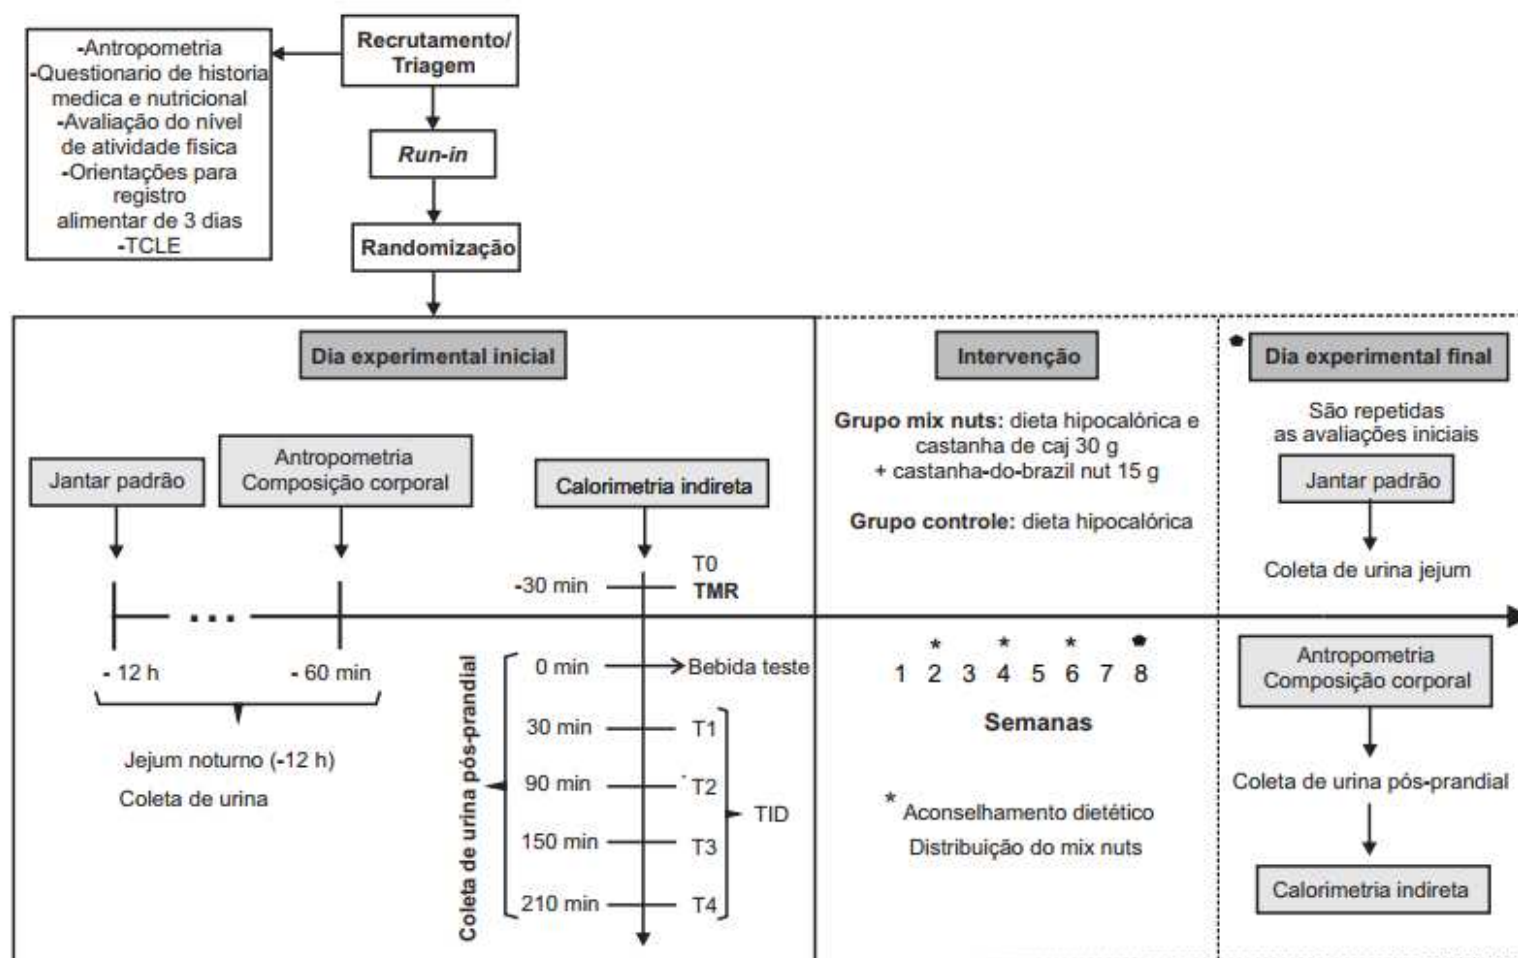 Recrutamento/
Triagem
-Antropometria
-Questionario de historia
medica e nutricional
-Avaliação do nível
de atividade física
-Orientações para
registro
alimentar de 3 dias
-TCLE
Run-in
Randomização
Dia experimental inicial
Jantar padrão
Antropometria
Composição corporal
Calorimetria indireta
T0
-30 min
TMR
- 12 h
- 60 min
Jejum noturno (-12 h)
Coleta de urina
Coleta de urina pós-prandial
0 min
Bebida teste
30 min
T1
90 min
T2
150 min
T3
210 min
T4
TID
Intervenção
Grupo mix nuts: dieta hipocalórica e
castanha de caj 30 g
+ castanha-do-brazil nut 15 g
Grupo controle: dieta hipocalórica
* * *
1 2 3 4 5 6 7 8
Semanas
* Aconselhamento dietético
Distribuição do mix nuts
Dia experimental final
São repetidas
as avaliações iniciais
Jantar padrão
Coleta de urina jejum
Antropometria
Composição corporal
Coleta de urina pós-prandial
Calorimetria indireta